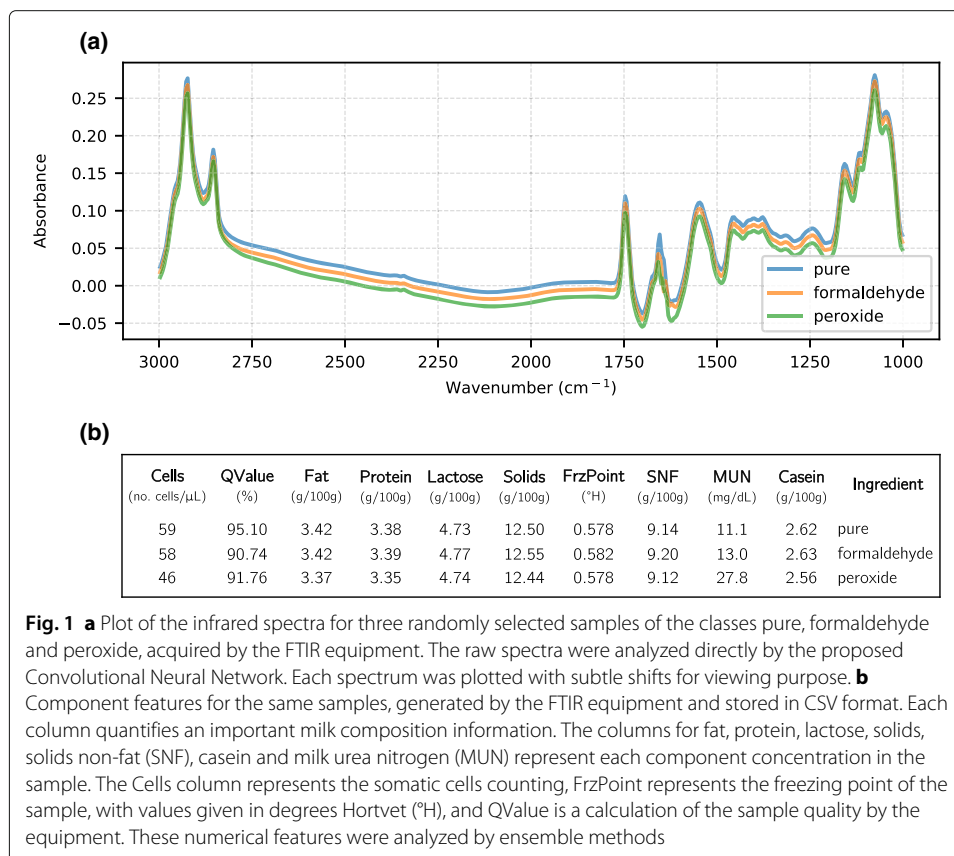 (a)
0.25
0.20
0.15
0.10
0.05
0.00
−0.05
Absorbance
pure
formaldehyde
peroxide
3000 2750 2500 2250 2000 1750 1500 1250 1000
Wavenumber (cm⁻¹)
(b)
Cells QValue Fat Protein Lactose Solids FrzPoint SNF MUN Casein Ingredient
(no. cells/μL) (%) (g/100g) (g/100g) (g/100g) (g/100g) (°H) (g/100g) (mg/dL) (g/100g)
59 95.10 3.42 3.38 4.73 12.50 0.578 9.14 11.1 2.62 pure
58 90.74 3.42 3.39 4.77 12.55 0.582 9.20 13.0 2.63 formaldehyde
46 91.76 3.37 3.35 4.74 12.44 0.578 9.12 27.8 2.56 peroxide
Fig. 1 a Plot of the infrared spectra for three randomly selected samples of the classes pure, formaldehyde
and peroxide, acquired by the FTIR equipment. The raw spectra were analyzed directly by the proposed
Convolutional Neural Network. Each spectrum was plotted with subtle shifts for viewing purpose. b
Component features for the same samples, generated by the FTIR equipment and stored in CSV format. Each
column quantifies an important milk composition information. The columns for fat, protein, lactose, solids,
solids non-fat (SNF), casein and milk urea nitrogen (MUN) represent each component concentration in the
sample. The Cells column represents the somatic cells counting, FrzPoint represents the freezing point of the
sample, with values given in degrees Hortvet (°H), and QValue is a calculation of the sample quality by the
equipment. These numerical features were analyzed by ensemble methods